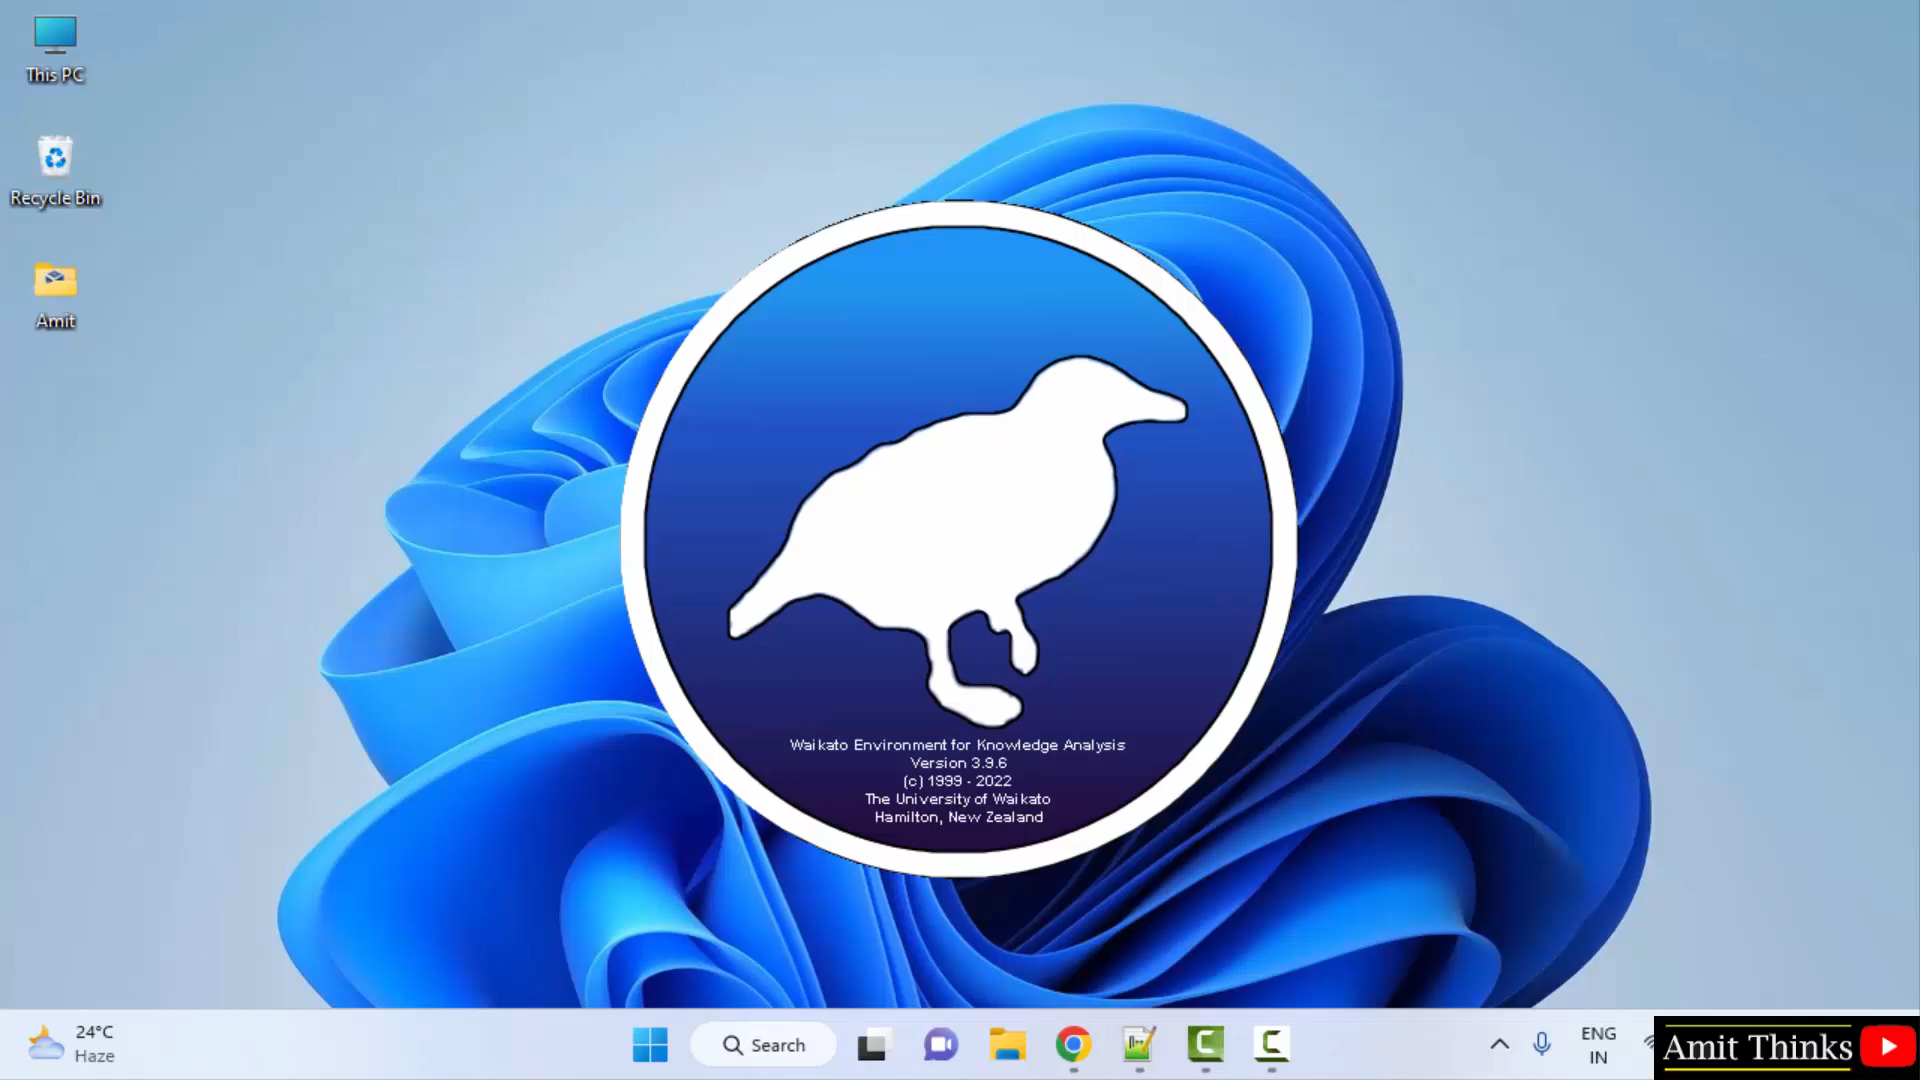 This PC
Recycle Bin
Amit
Waikato Environment for Knowledge Analysis
Version 3.9.6
(c) 1999 - 2022
The University of Waikato
Hamilton, New Zealand
24°C
Haze
Search
ENG
IN
Amit Thinks